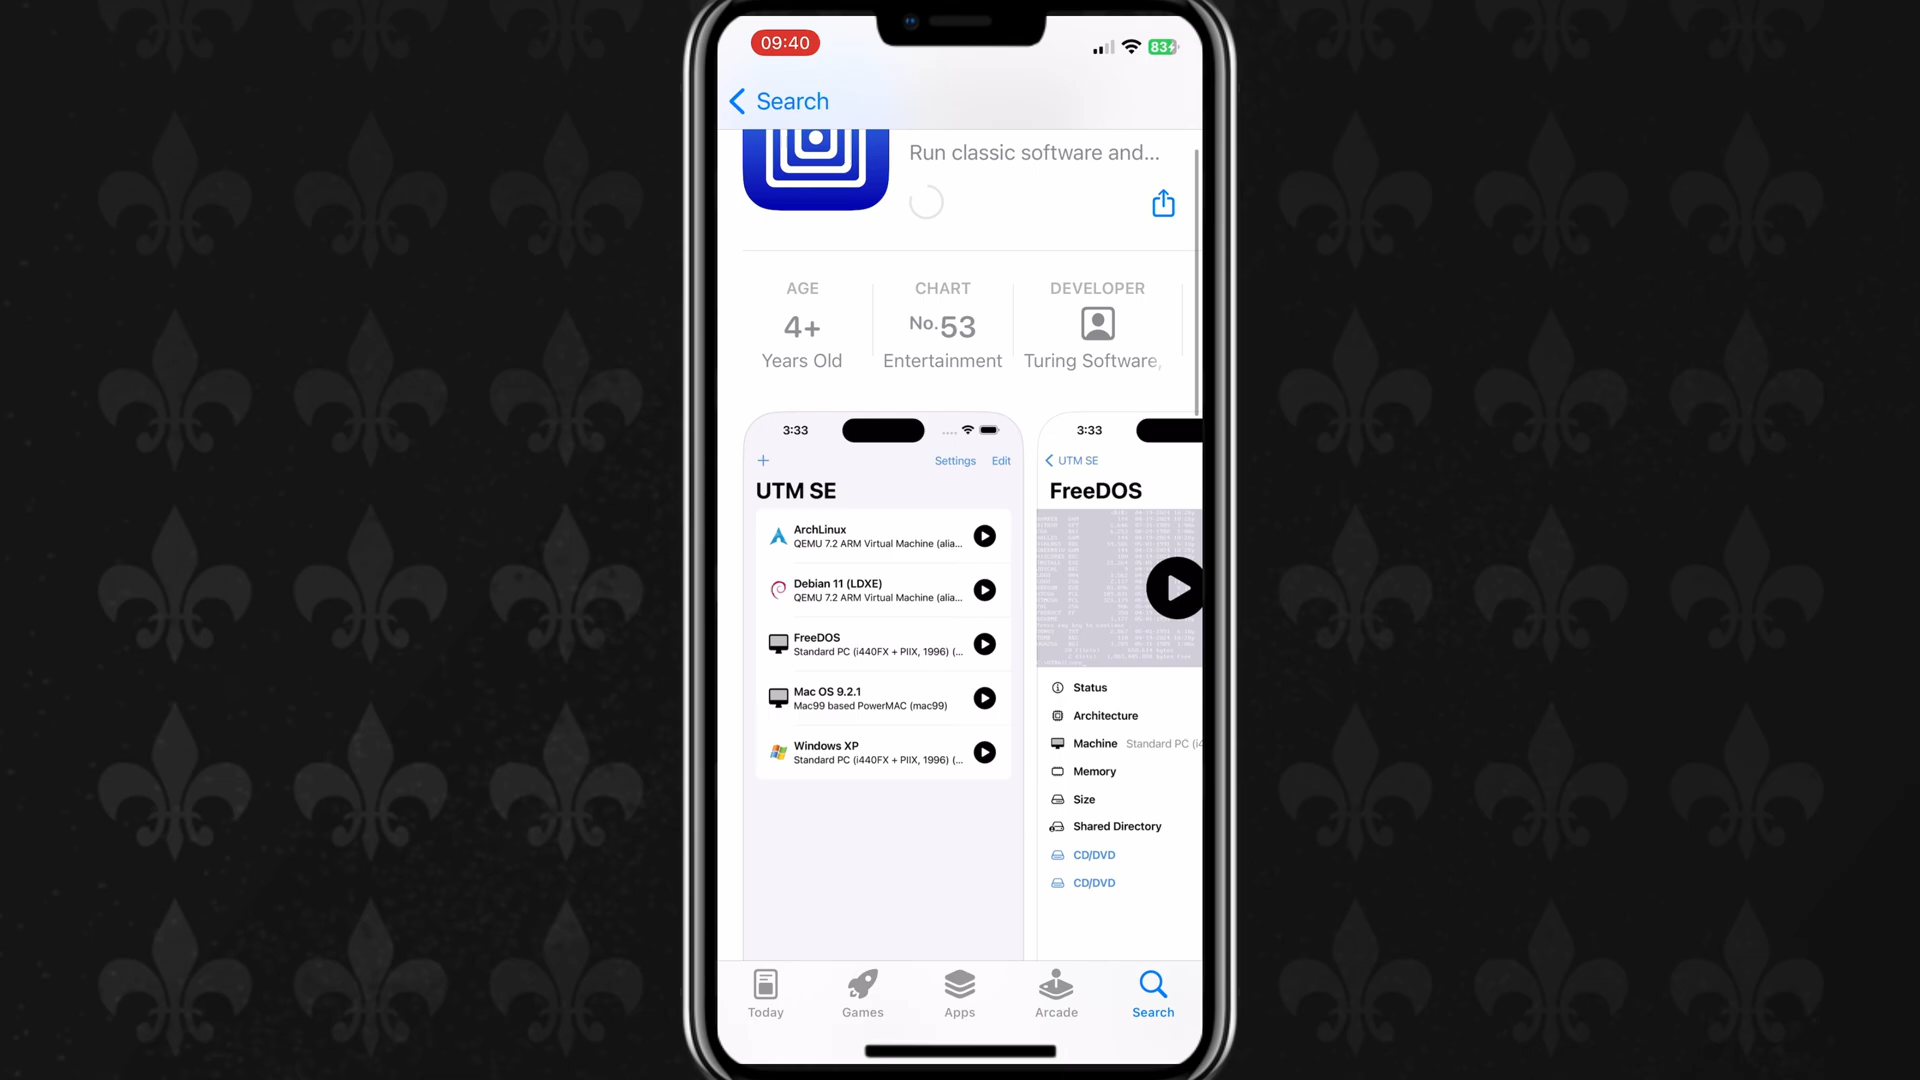 09:40
83
Search
Run classic software and...
AGE
CHART
DEVELOPER
4+
No.53
Years Old
Entertainment
Turing Software,
3:33
Settings
Edit
UTM SE
ArchLinux
QEMU 7.2 ARM Virtual Machine (alia...
Debian 11 (LDXE)
QEMU 7.2 ARM Virtual Machine (alia...
FreeDOS
Standard PC (i440FX + PIIX, 1996) (...
Mac OS 9.2.1
Mac99 based PowerMAC (mac99)
Windows XP
Standard PC (i440FX + PIIX, 1996) (...
3:33
UTM SE
FreeDOS
Status
Architecture
Machine Standard PC (i4
Memory
Size
Shared Directory
CD/DVD
CD/DVD
Today
Games
Apps
Arcade
Search